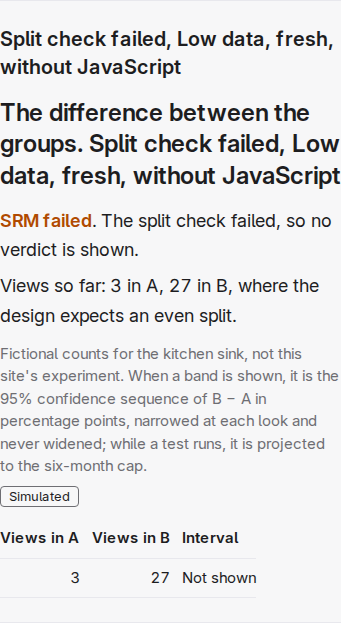 Split check failed, Low data, fresh,
without JavaScript
The difference between the
groups. Split check failed, Low
data, fresh, without JavaScript
SRM failed. The split check failed, so no
verdict is shown.
Views so far: 3 in A, 27 in B, where the
design expects an even split.
Fictional counts for the kitchen sink, not this
site's experiment. When a band is shown, it is the
95% confidence sequence of B − A in
percentage points, narrowed at each look and
never widened; while a test runs, it is projected
to the six-month cap.
Simulated
Views in A Views in B Interval
3 27 Not shown